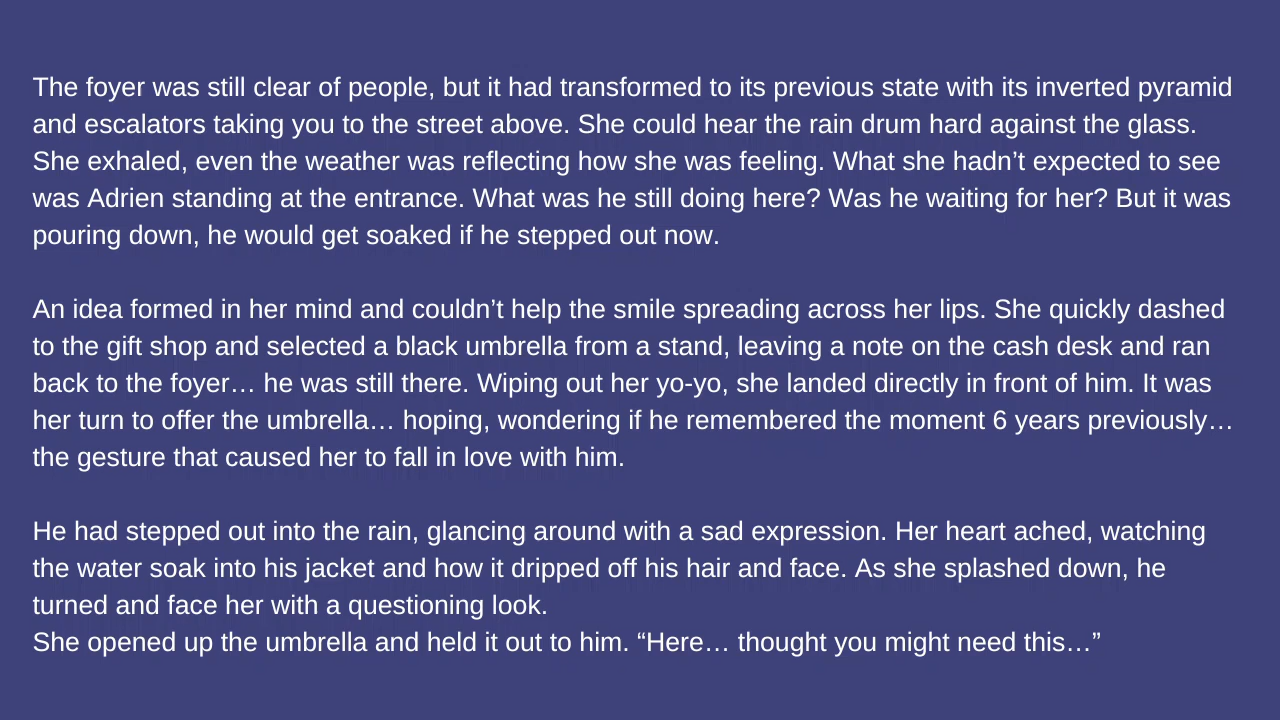 The foyer was still clear of people, but it had transformed to its previous state with its inverted pyramid
and escalators taking you to the street above. She could hear the rain drum hard against the glass.
She exhaled, even the weather was reflecting how she was feeling. What she hadn’t expected to see
was Adrien standing at the entrance. What was he still doing here? Was he waiting for her? But it was
pouring down, he would get soaked if he stepped out now.
An idea formed in her mind and couldn’t help the smile spreading across her lips. She quickly dashed
to the gift shop and selected a black umbrella from a stand, leaving a note on the cash desk and ran
back to the foyer… he was still there. Wiping out her yo-yo, she landed directly in front of him. It was
her turn to offer the umbrella… hoping, wondering if he remembered the moment 6 years previously…
the gesture that caused her to fall in love with him.
He had stepped out into the rain, glancing around with a sad expression. Her heart ached, watching
the water soak into his jacket and how it dripped off his hair and face. As she splashed down, he
turned and face her with a questioning look.
She opened up the umbrella and held it out to him. “Here… thought you might need this…”